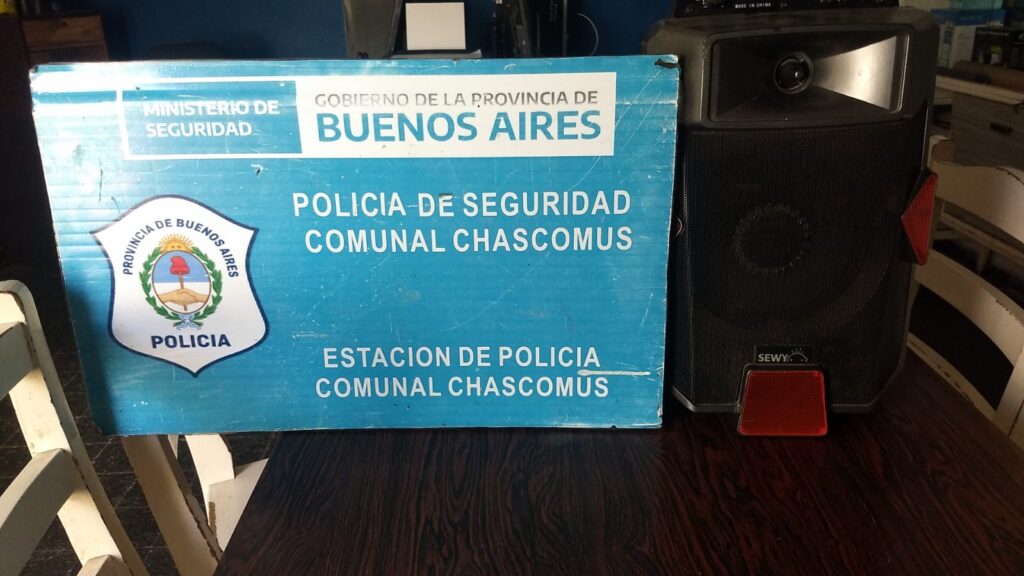 MADE IN CHINA
MINISTERIO DE
SEGURIDAD
GOBIERNO DE LA PROVINCIA DE
BUENOS AIRES
POLICIA DE SEGURIDAD
COMUNAL CHASCOMUS
PROVINCIA DE BUENOS AIRES
POLICIA
ESTACION DE POLICIA
COMUNAL CHASCOMUS
SEWY